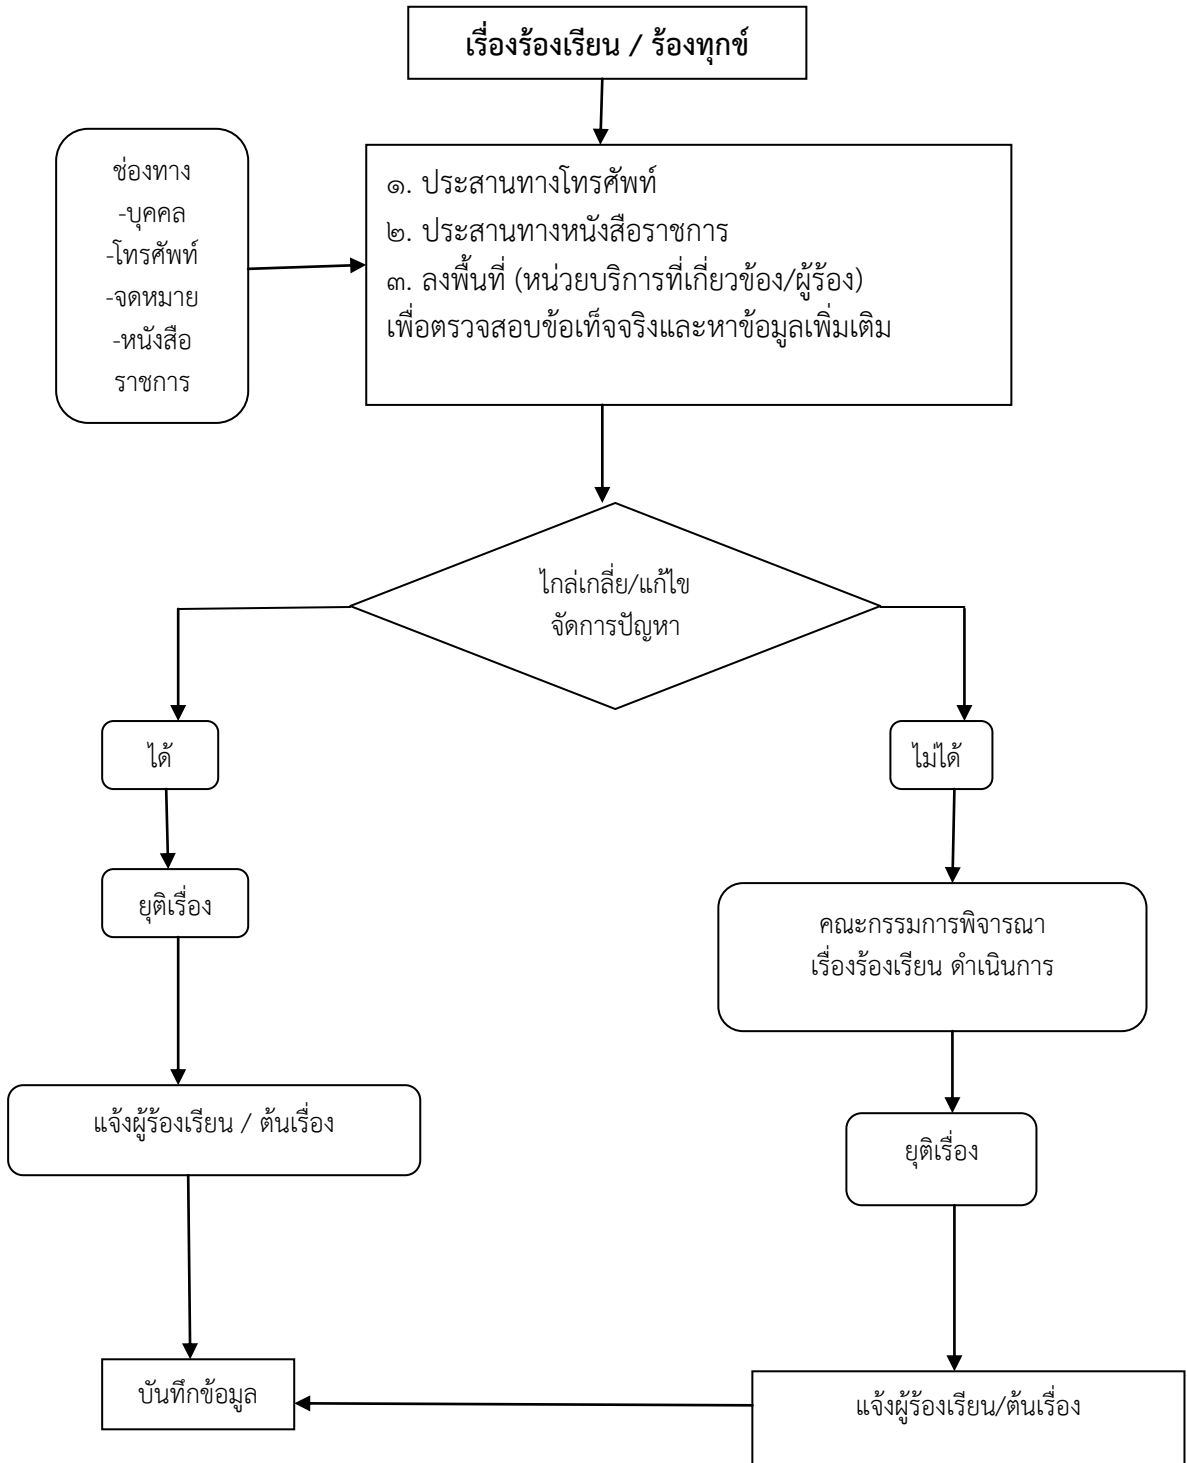 เรื่องร้องเรียน / ร้องทุกข์
ช่องทาง
-บุคคล
-โทรศัพท์
-จดหมาย
-หนังสือ
ราชการ
๑. ประสานทางโทรศัพท์
๒. ประสานทางหนังสือราชการ
๓. ลงพื้นที่ (หน่วยบริการที่เกี่ยวข้อง/ผู้ร้อง)
เพื่อตรวจสอบข้อเท็จจริงและหาข้อมูลเพิ่มเติม
ไกล่เกลี่ย/แก้ไข
จัดการปัญหา
ได้
ไม่ได้
ยุติเรื่อง
คณะกรรมการพิจารณา
เรื่องร้องเรียน ดำเนินการ
แจ้งผู้ร้องเรียน / ต้นเรื่อง
ยุติเรื่อง
บันทึกข้อมูล
แจ้งผู้ร้องเรียน/ต้นเรื่อง